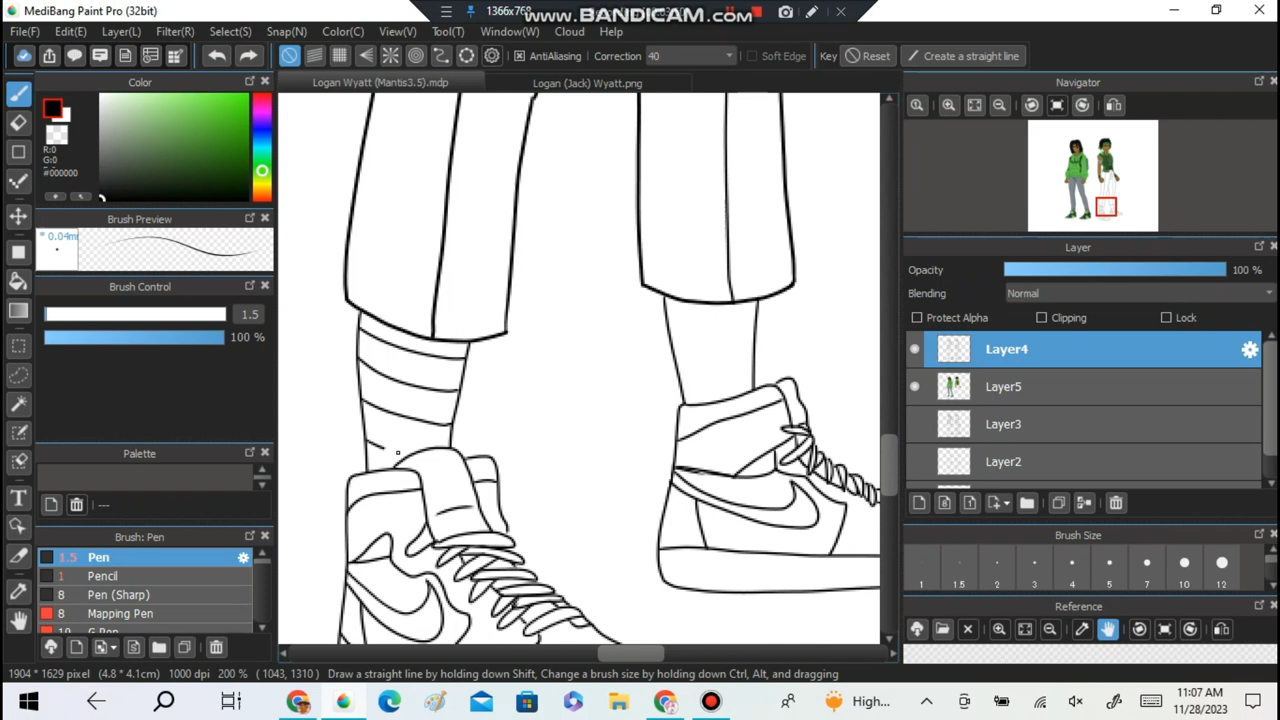 MediBang Paint Pro (32bit)
1366x768
www.BANDICAM.com
File(F) Edit(E) Layer(L) Filter(R) Select(S) Snap(N) Color(C) View(V) Tool(T) Window(W) Cloud Help
AntiAliasing Correction 40 Soft Edge Key Reset Create a straight line
Color
R:0
G:0
#000000
Brush Preview
* 0.04m
Brush Control
1.5
100 %
Palette
---
Brush: Pen
1.5 Pen
1 Pencil
8 Pen (Sharp)
8 Mapping Pen
10 G Pen
Logan Wyatt (Mantis3.5).mdp
Logan (Jack) Wyatt.png
Navigator
Layer
Opacity 100 %
Blending Normal
Protect Alpha Clipping Lock
Layer4
Layer5
Layer3
Layer2
Brush Size
1 1.5 2 3 4 5 7 10 12
Reference
1904 * 1629 pixel (4.8 * 4.1cm) 1900 dpi 200 % (1043, 1310) Draw a straight line by holding down Shift, Change a brush size by holding down Ctrl, Alt, and dragging
High...
11:07 AM
11/28/2023